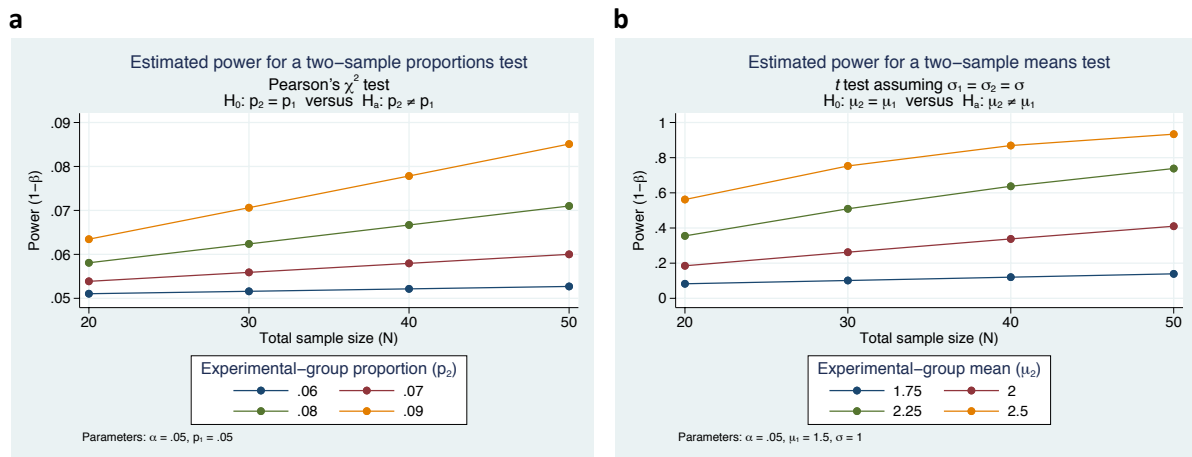 a
Estimated power for a two−sample proportions test
Pearson's χ² test
H₀: p₂ = p₁ versus Hₐ: p₂ ≠ p₁
.09
.08
.07
.06
.05
Power (1−β)
20 30 40 50
Total sample size (N)
Experimental−group proportion (p₂)
.06 .07
.08 .09
Parameters: α = .05, p₁ = .05
b
Estimated power for a two−sample means test
t test assuming σ₁ = σ₂ = σ
H₀: μ₂ = μ₁ versus Hₐ: μ₂ ≠ μ₁
1
.8
.6
.4
.2
0
Power (1−β)
20 30 40 50
Total sample size (N)
Experimental−group mean (μ₂)
1.75 2
2.25 2.5
Parameters: α = .05, μ₁ = 1.5, σ = 1